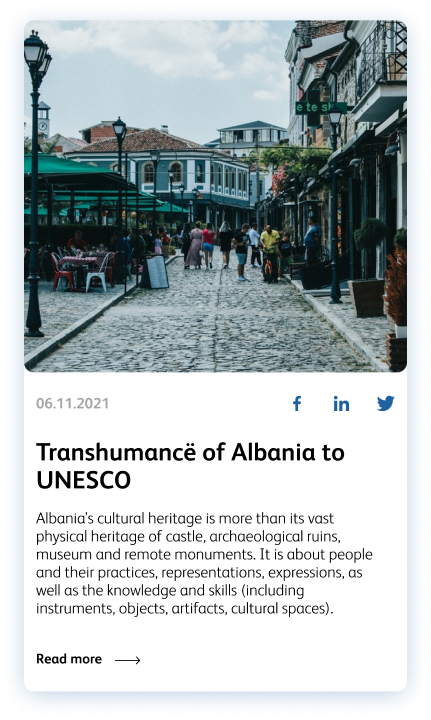 06.11.2021
Transhumancë of Albania to
UNESCO
Albania's cultural heritage is more than its vast
physical heritage of castle, archaeological ruins,
museum and remote monuments. It is about people
and their practices, representations, expressions, as
well as the knowledge and skills (including
instruments, objects, artifacts, cultural spaces).
Read more